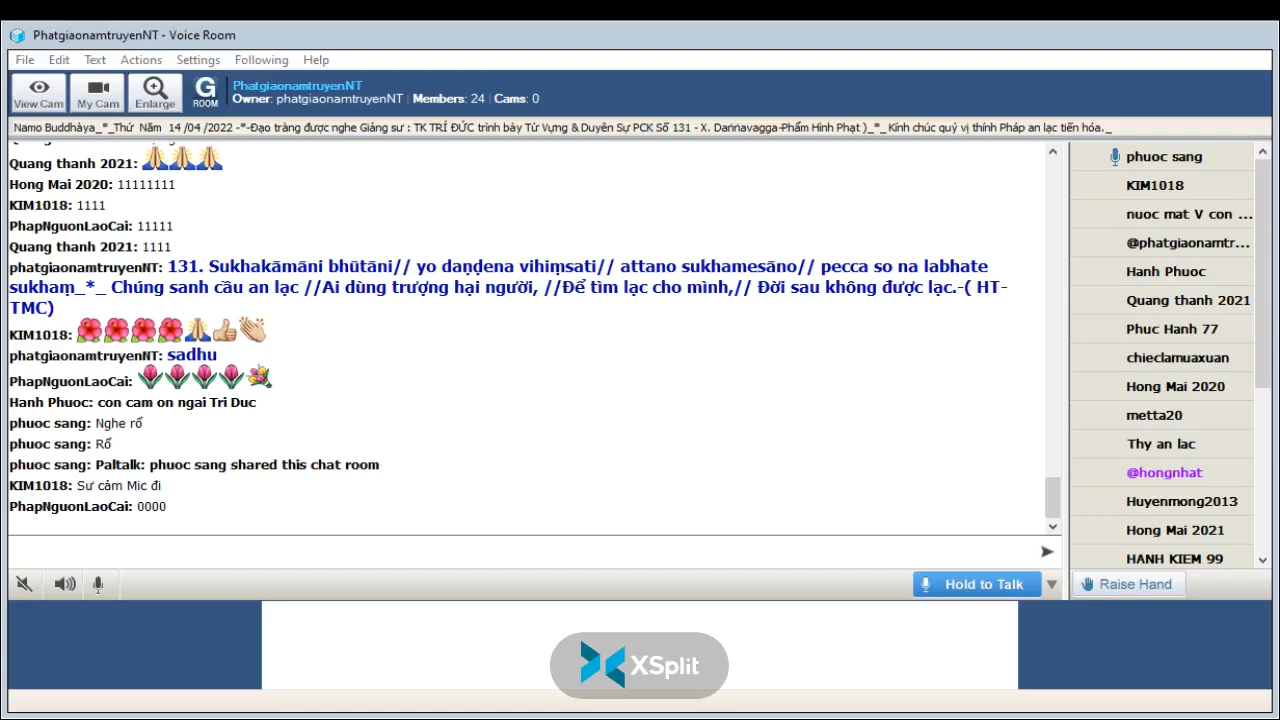 PhatgiaonamtruyenNT - Voice Room
File Edit Text Actions Settings Following Help
View Cam My Cam Enlarge G ROOM
PhatgiaonamtruyenNT
Owner: phatgiaonamtruyenNT | Members: 24 | Cams: 0
Namo Buddhàya_*_Thứ Năm 14 /04 /2022 -*-Đạo tràng được nghe Giảng sư : TK TRÍ ĐỨC trình bày Từ Vựng & Duyên Sự PCK Số 131 - X. Daṇḍavagga-Phẩm Hình Phạt )_*_ Kính chúc quý vị thính Pháp an lạc tiến hóa._
Quang thanh 2021: 🙏🙏🙏
Hong Mai 2020: 11111111
KIM1018: 1111
PhapNguonLaoCai: 11111
Quang thanh 2021: 1111
phatgiaonamtruyenNT: 131. Sukhakāmāni bhūtāni// yo daṇḍena vihiṃsati// attano sukhamesāno// pecca so na labhate
sukhaṃ_*_ Chúng sanh cầu an lạc //Ai dùng trượng hại người, //Để tìm lạc cho mình,// Đời sau không được lạc.-( HT-
TMC)
KIM1018: 🌺🌺🌺🌺🙏👍👏
phatgiaonamtruyenNT: sadhu
PhapNguonLaoCai: 🌷🌷🌷🌷💐
Hanh Phuoc: con cam on ngai Tri Duc
phuoc sang: Nghe rổ
phuoc sang: Rổ
phuoc sang: Paltalk: phuoc sang shared this chat room
KIM1018: Sư cầm Mic đi
PhapNguonLaoCai: 0000
phuoc sang
KIM1018
nuoc mat V con ...
@phatgiaonamtr...
Hanh Phuoc
Quang thanh 2021
Phuc Hanh 77
chieclamuaxuan
Hong Mai 2020
metta20
Thy an lac
@hongnhat
Huyenmong2013
Hong Mai 2021
HANH KIEM 99
Hold to Talk
Raise Hand
XSplit